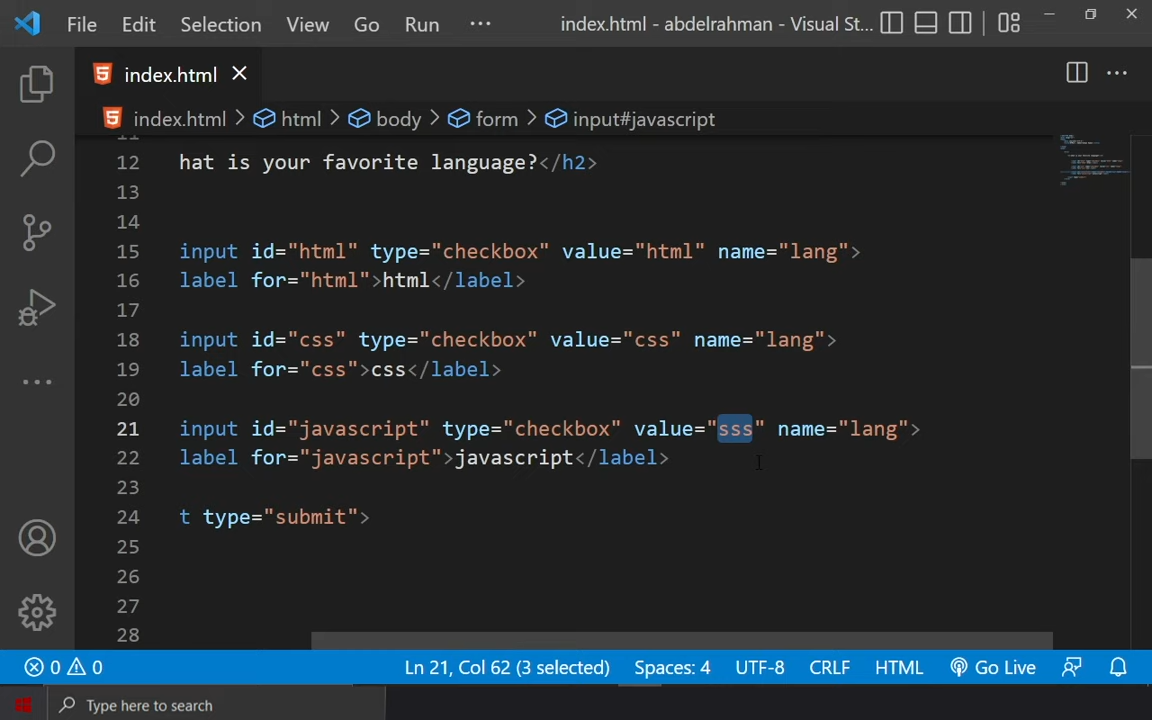 File Edit Selection View Go Run ··· index.html - abdelrahman - Visual St...
index.html
index.html > html > body > form > input#javascript
11
12 hat is your favorite language?</h2>
13
14
15 input id="html" type="checkbox" value="html" name="lang">
16 label for="html">html</label>
17
18 input id="css" type="checkbox" value="css" name="lang">
19 label for="css">css</label>
20
21 input id="javascript" type="checkbox" value="sss" name="lang">
22 label for="javascript">javascript</label>
23
24 t type="submit">
25
26
27
28
0 0 Ln 21, Col 62 (3 selected) Spaces: 4 UTF-8 CRLF HTML Go Live
Type here to search